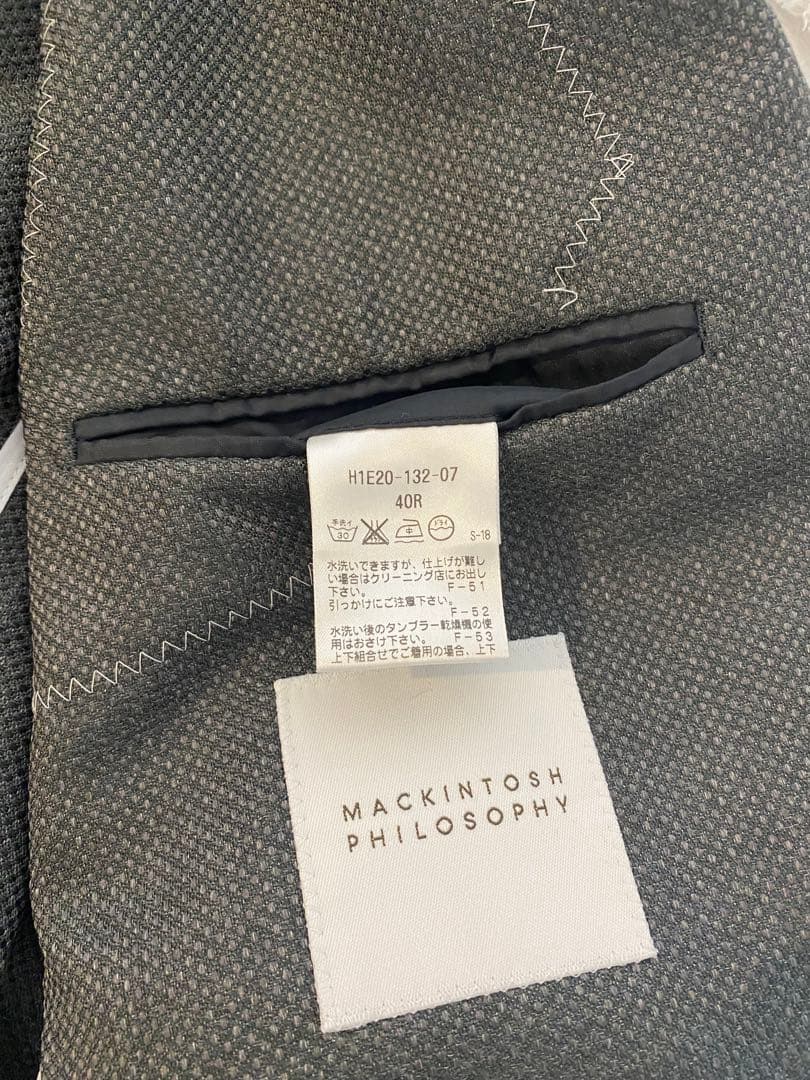 H1E20-132-07
40R
手洗イ
30
中
ドライ
S-18
水洗いできますが、仕上げが難し
い場合はクリーニング店にお出し
下さい。 F-51
引っかけにご注意下さい。
F-52
水洗い後のタンブラー乾燥機の使
用はおさけ下さい。 F-53
上下組合せでご着用の場合、上下
MACKINTOSH
PHILOSOPHY